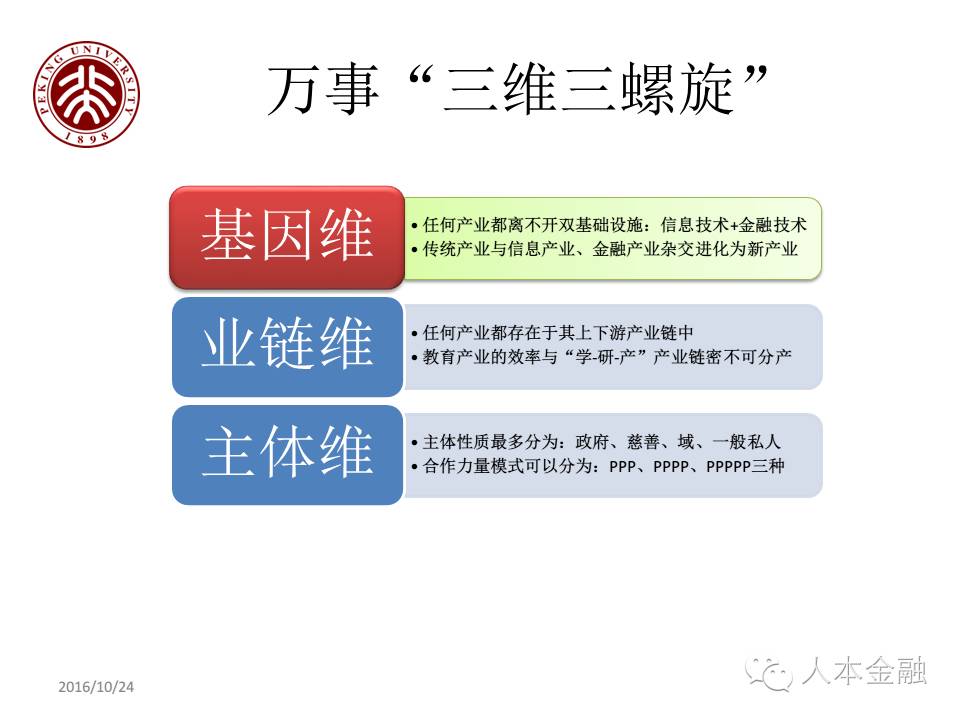 PEKING UNIVERSITY
1898
万事“三维三螺旋”
基因维
•任何产业都离不开双基础设施：信息技术+金融技术
•传统产业与信息产业、金融产业杂交进化为新产业
业链维
•任何产业都存在于其上下游产业链中
•教育产业的效率与“学-研-产”产业链密不可分产
主体维
•主体性质最多分为：政府、慈善、域、一般私人
•合作力量模式可以分为：PPP、PPPP、PPPPP三种
2016/10/24
人本金融